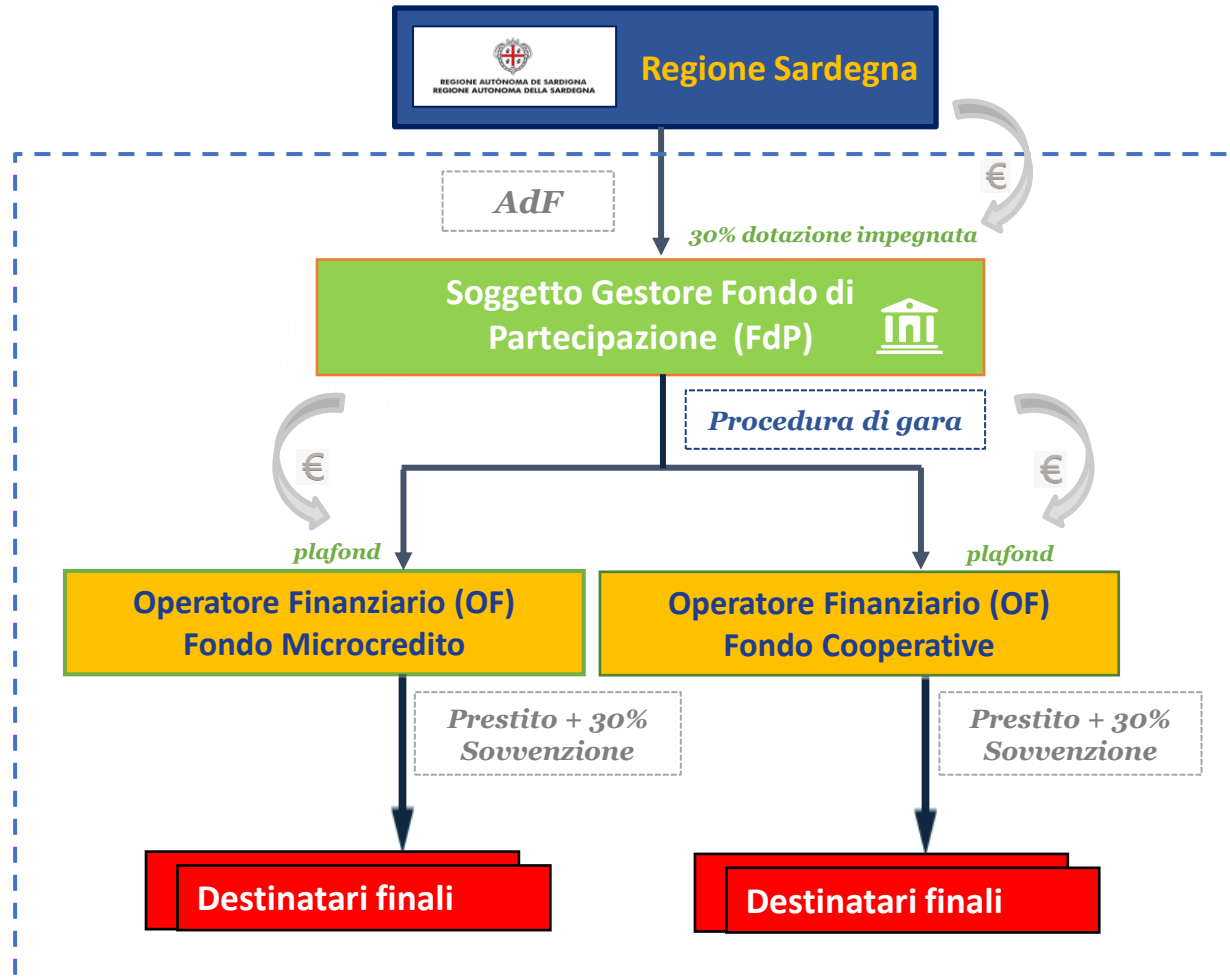 REGIONE AUTÒNOMA DE SARDIGNA
REGIONE AUTONOMA DELLA SARDEGNA
Regione Sardegna
€
AdF
30% dotazione impegnata
Soggetto Gestore Fondo di
Partecipazione (FdP)
Procedura di gara
€
€
plafond
plafond
Operatore Finanziario (OF)
Fondo Microcredito
Operatore Finanziario (OF)
Fondo Cooperative
Prestito + 30%
Sovvenzione
Prestito + 30%
Sovvenzione
Destinatari finali
Destinatari finali